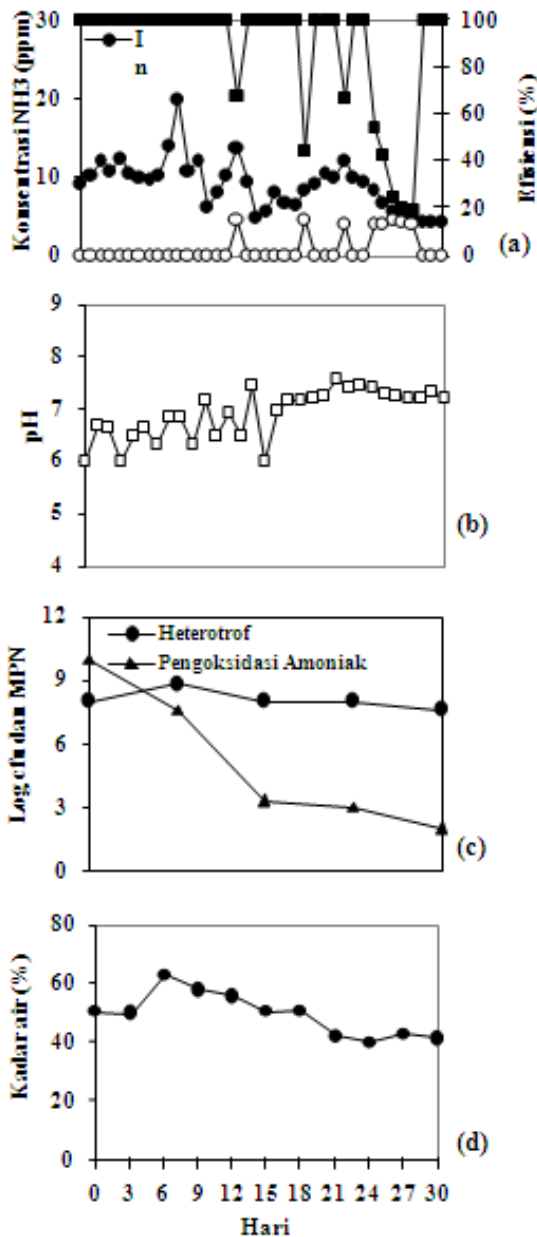 Konsentrasi NH3 (ppm)
30
20
10
0
I
n
100
80
60
40
20
0
Efisiensi (%)
(a)
pH
9
8
7
6
5
4
(b)
Log cfu dan MPN
12
9
6
3
0
Heterotrof
Pengoksidasi Amoniak
(c)
Kadar air (%)
80
60
40
20
0
(d)
0 3 6 9 12 15 18 21 24 27 30
Hari